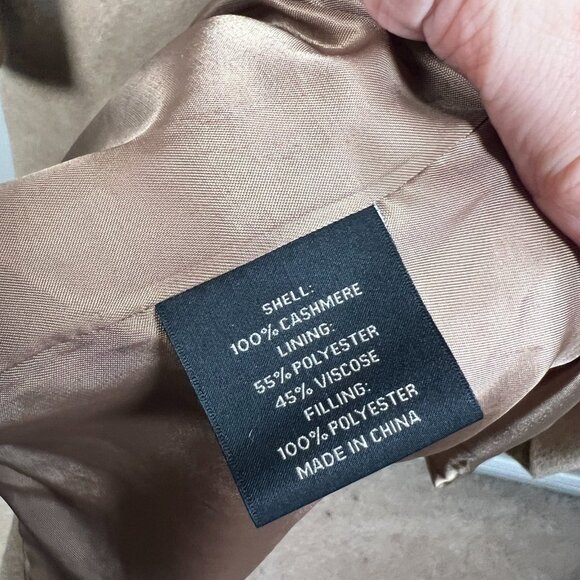 SHELL:
100% CASHMERE
LINING:
55% POLYESTER
45% VISCOSE
FILLING:
100% POLYESTER
MADE IN CHINA